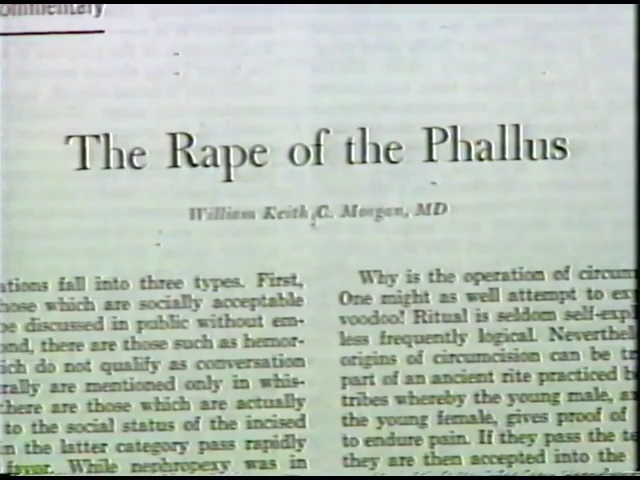 ommentary
The Rape of the Phallus
William Keith C. Morgan, MD
ations fall into three types. First,
hose which are socially acceptable
be discussed in public without em-
ond, there are those such as hemor-
ich do not qualify as conversation
rally are mentioned only in whis-
there are those which are actually
to the social status of the incised
n the latter category pass rapidly
favor. While nephropexy was in
Why is the operation of circum
One might as well attempt to ex
voodoo! Ritual is seldom self-expl
less frequently logical. Nevertheł
origins of circumcision can be tr
part of an ancient rite practiced b
tribes whereby the young male, a
the young female, gives proof of
to endure pain. If they pass the te
they are then accepted into the